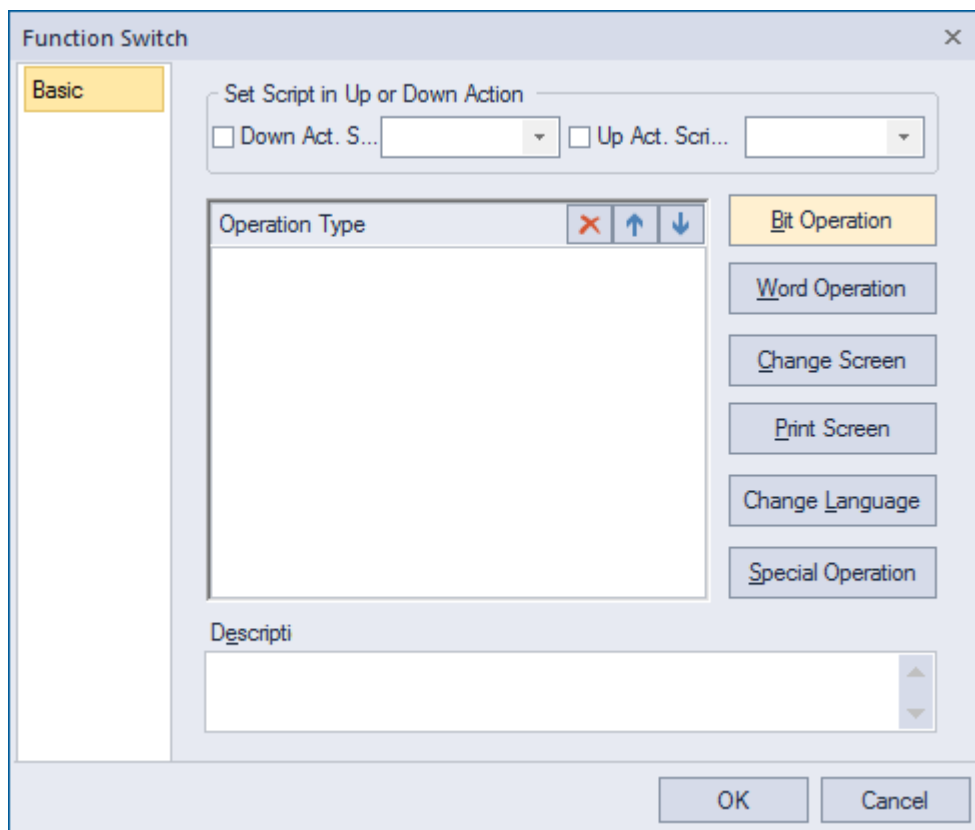 Function Switch
Basic
Set Script in Up or Down Action
Down Act. S...
Up Act. Scri...
Operation Type
Bit Operation
Word Operation
Change Screen
Print Screen
Change Language
Special Operation
Descripti
OK
Cancel